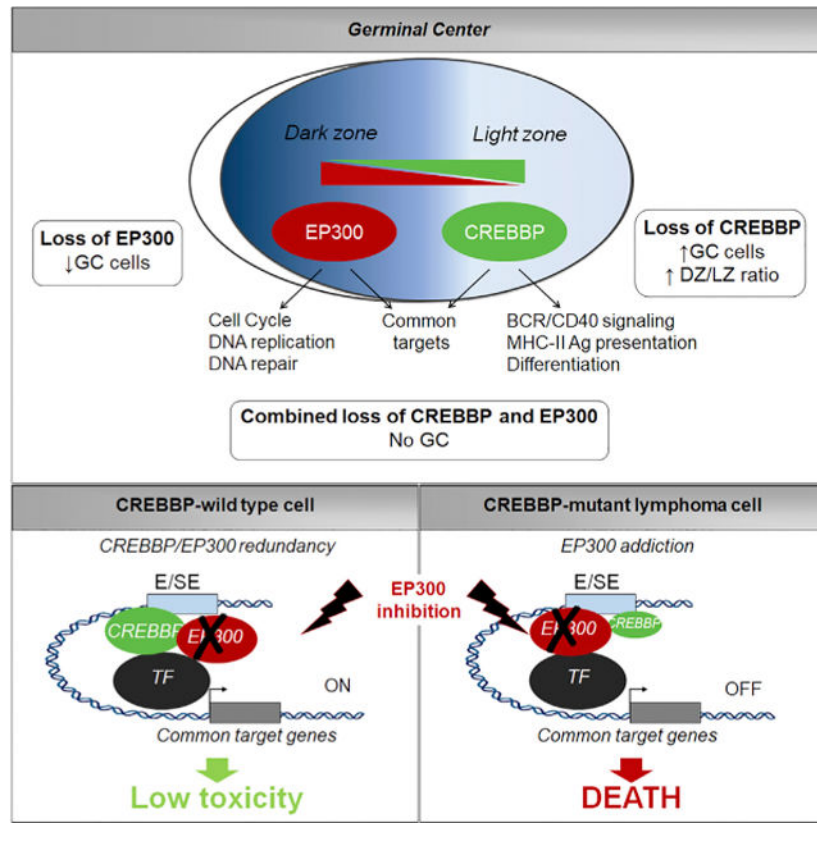 Germinal Center
Dark zone
Light zone
EP300
CREBBP
Loss of EP300
↓GC cells
Loss of CREBBP
↑GC cells
↑ DZ/LZ ratio
Cell Cycle
DNA replication
DNA repair
Common
targets
BCR/CD40 signaling
MHC-II Ag presentation
Differentiation
Combined loss of CREBBP and EP300
No GC
CREBBP-wild type cell
CREBBP/EP300 redundancy
E/SE
CREBBP
EP300
TF
ON
Common target genes
Low toxicity
EP300
inhibition
CREBBP-mutant lymphoma cell
EP300 addiction
E/SE
EP300
CREBBP
TF
OFF
Common target genes
DEATH